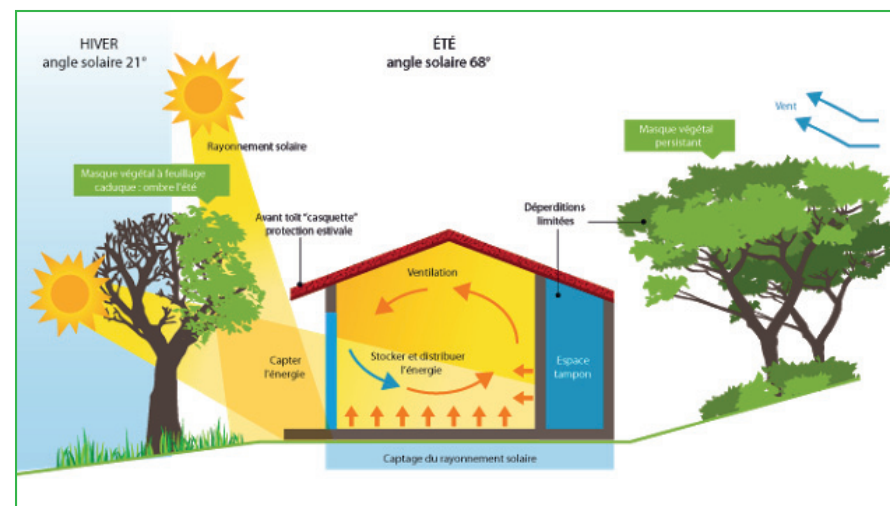 HIVER
angle solaire 21°
ÉTÉ
angle solaire 68°
Rayonnement solaire
Masque végétal à feuillage
caduque : ombre l'été
Avant toît "casquette"
protection estivale
Déperditions
limitées
Masque végétal
persistant
Vent
Ventilation
Capter
l'énergie
Stocker et distribuer
l'énergie
Espace
tampon
Captage du rayonnement solaire